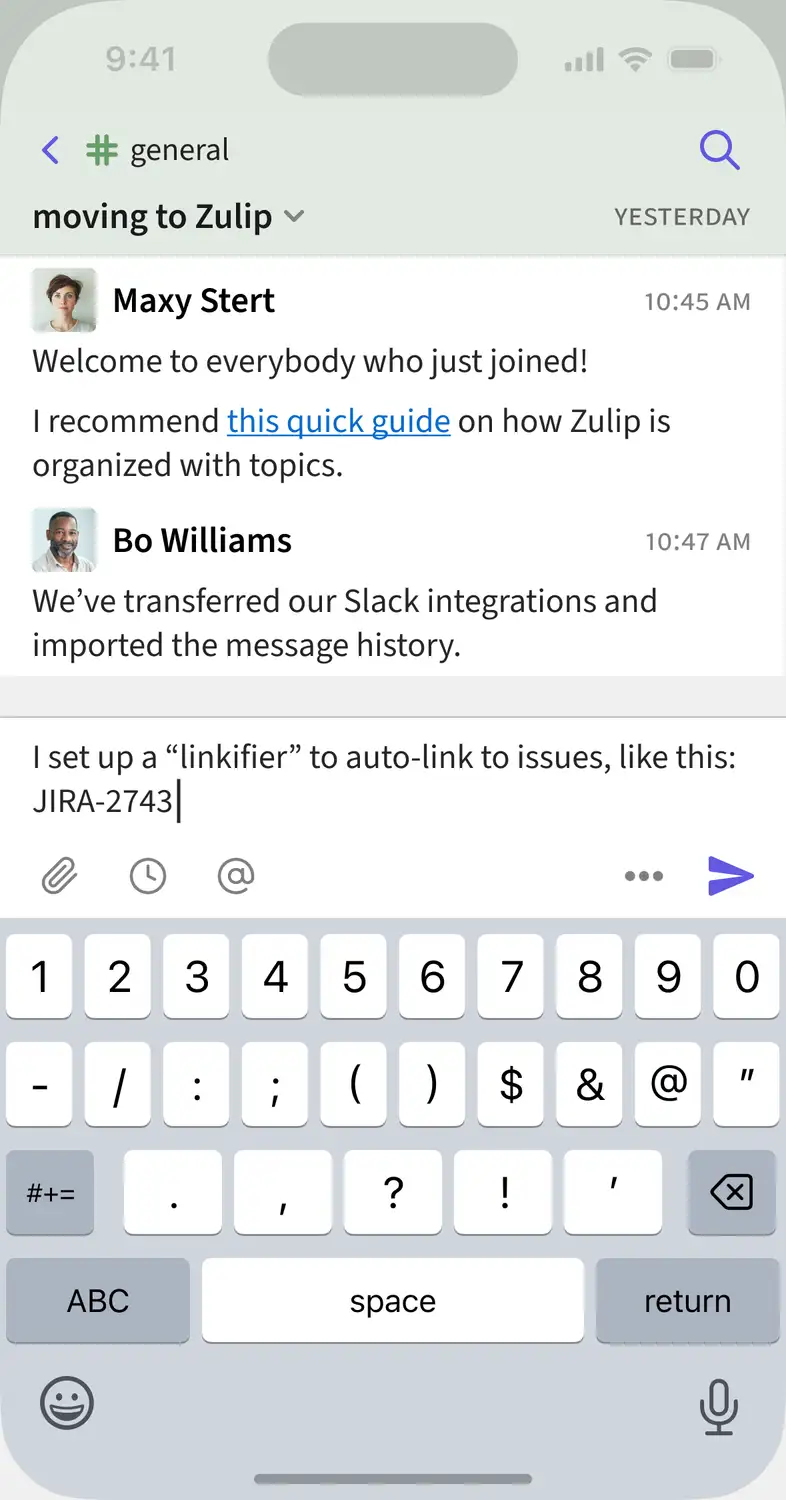 9:41
# general
moving to Zulip
YESTERDAY
Maxy Stert
10:45 AM
Welcome to everybody who just joined!
I recommend this quick guide on how Zulip is
organized with topics.
Bo Williams
10:47 AM
We’ve transferred our Slack integrations and
imported the message history.
I set up a “linkifier” to auto-link to issues, like this:
JIRA-2743
@
1 2 3 4 5 6 7 8 9 0
- / : ; ( ) $ & @ "
#+= . , ? ! '
ABC space return